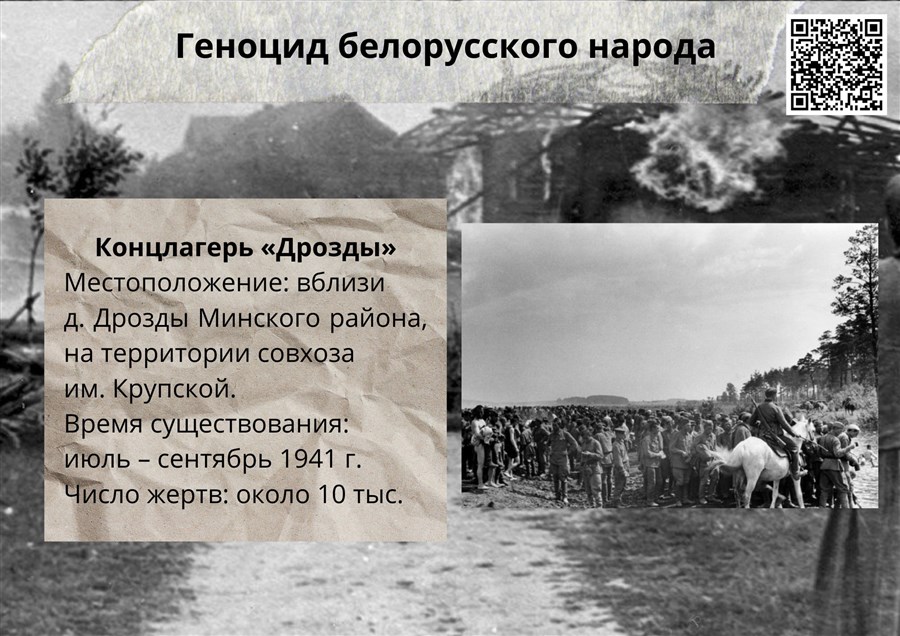 Геноцид белорусского народа
Концлагерь «Дрозды»
Местоположение: вблизи
д. Дрозды Минского района,
на территории совхоза
им. Крупской.
Время существования:
июль – сентябрь 1941 г.
Число жертв: около 10 тыс.